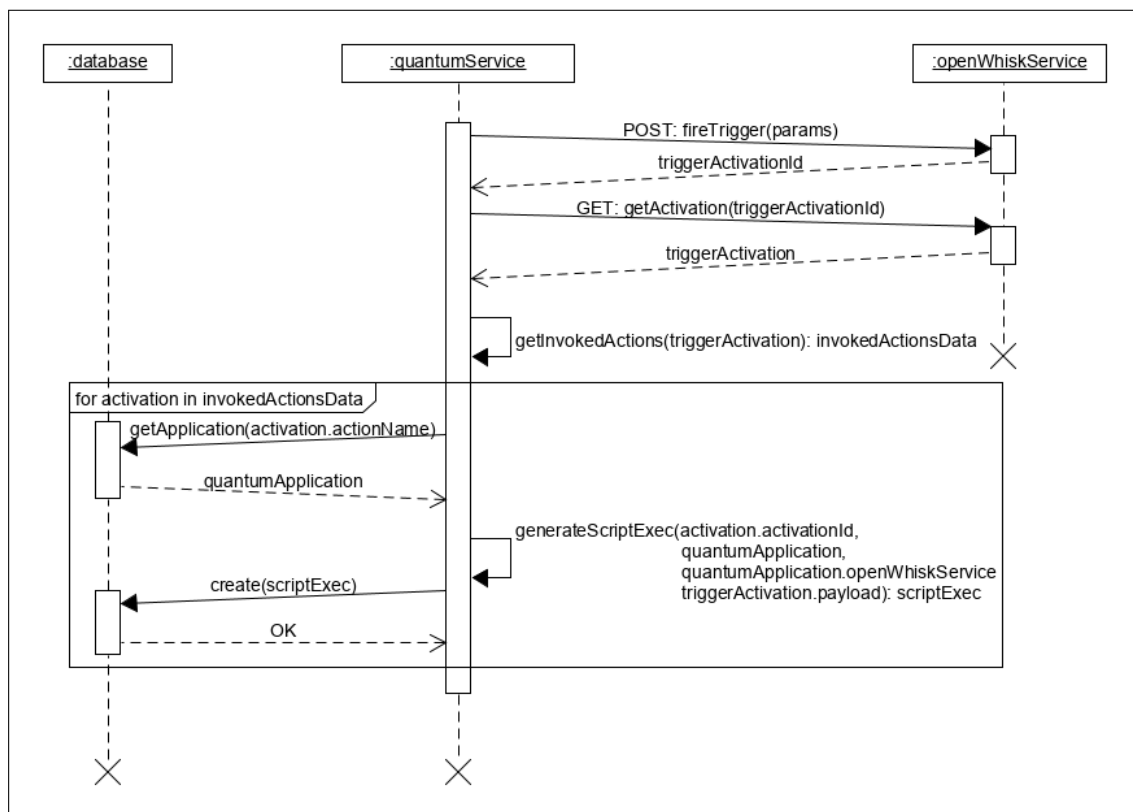 :database
:quantumService
:openWhiskService
POST: fireTrigger(params)
triggerActivationId
GET: getActivation(triggerActivationId)
triggerActivation
getInvokedActions(triggerActivation): invokedActionsData
for activation in invokedActionsData
getApplication(activation.actionName)
quantumApplication
generateScriptExec(activation.activationId,
quantumApplication,
quantumApplication.openWhiskService
triggerActivation.payload): scriptExec
create(scriptExec)
OK